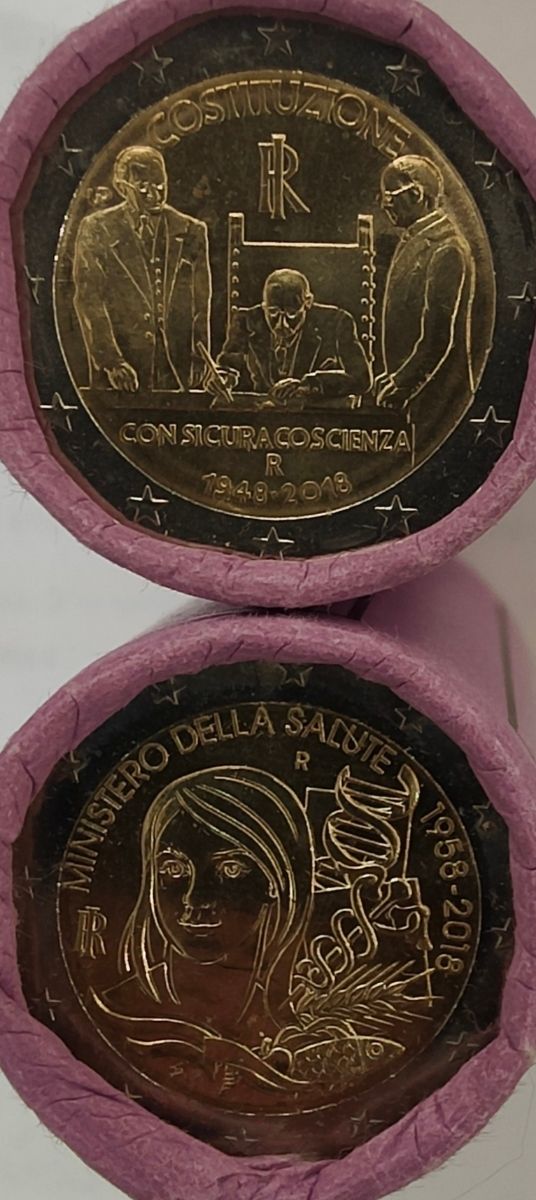 COSTITUZIONE
RI
CON SICURA COSCIENZA
R
1948·2018
MINISTERO DELLA SALUTE
R
1958-2018
RI